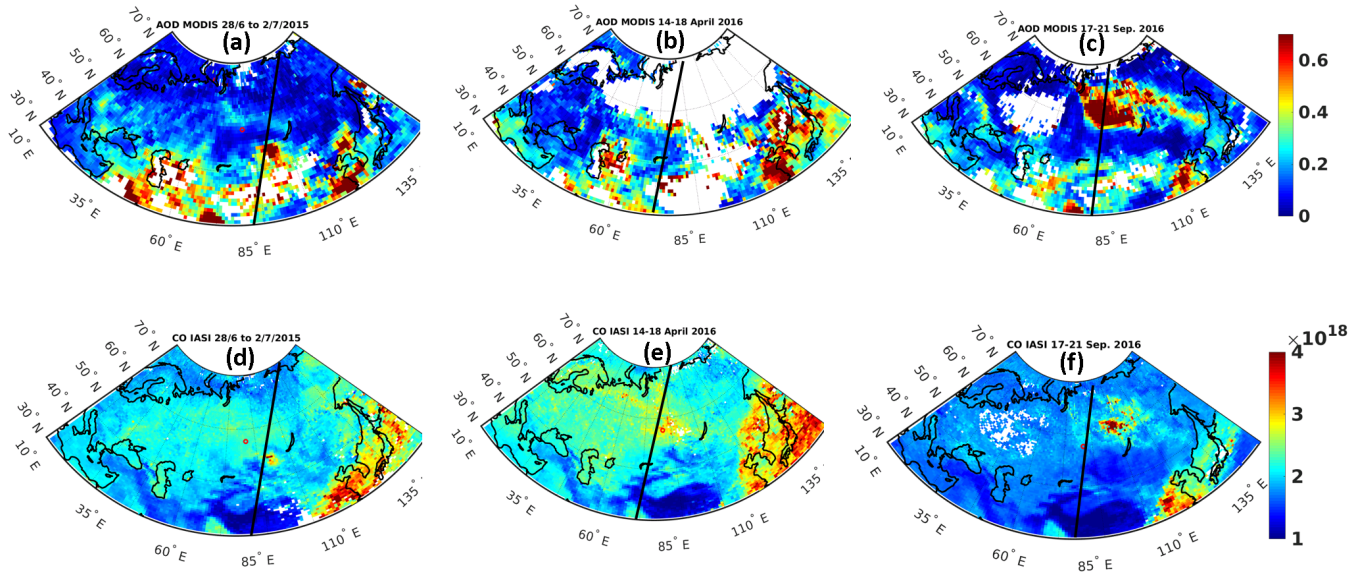 AOD MODIS 28/6 to 2/7/2015
(a)
70° N
60° N
50° N
40° N
30° N
10° N
35° E
60° E
85° E
110° E
135°
AOD MODIS 14-18 April 2016
(b)
70° N
60° N
50° N
40° N
30° N
10° N
35° E
60° E
85° E
110° E
135°
AOD MODIS 17-21 Sep. 2016
(c)
70° N
60° N
50° N
40° N
30° N
10° N
35° E
60° E
85° E
110° E
135° E
0.6
0.4
0.2
0
CO IASI 28/6 to 2/7/2015
(d)
70° N
60° N
50° N
40° N
30° N
10° N
35° E
60° E
85° E
110° E
135°
CO IASI 14-18 April 2016
(e)
70° N
60° N
50° N
40° N
30° N
10° N
35° E
60° E
85° E
110° E
135°
CO IASI 17-21 Sep. 2016
(f)
70° N
60° N
50° N
40° N
30° N
10° N
35° E
60° E
85° E
110° E
135° E
×10¹⁸
4
3
2
1